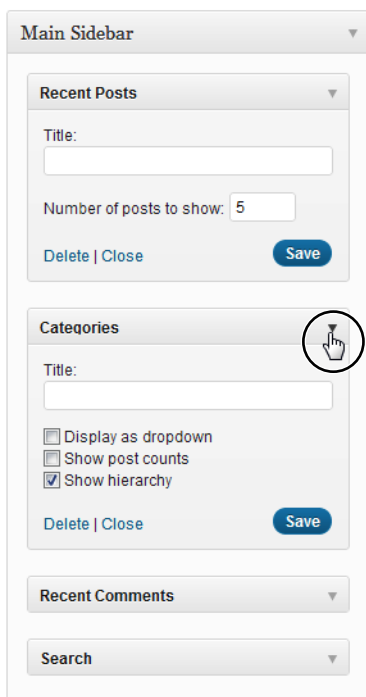 Main Sidebar
Recent Posts
Title:
Number of posts to show: 5
Delete | Close Save
Categories
Title:
Display as dropdown
Show post counts
Show hierarchy
Delete | Close Save
Recent Comments
Search